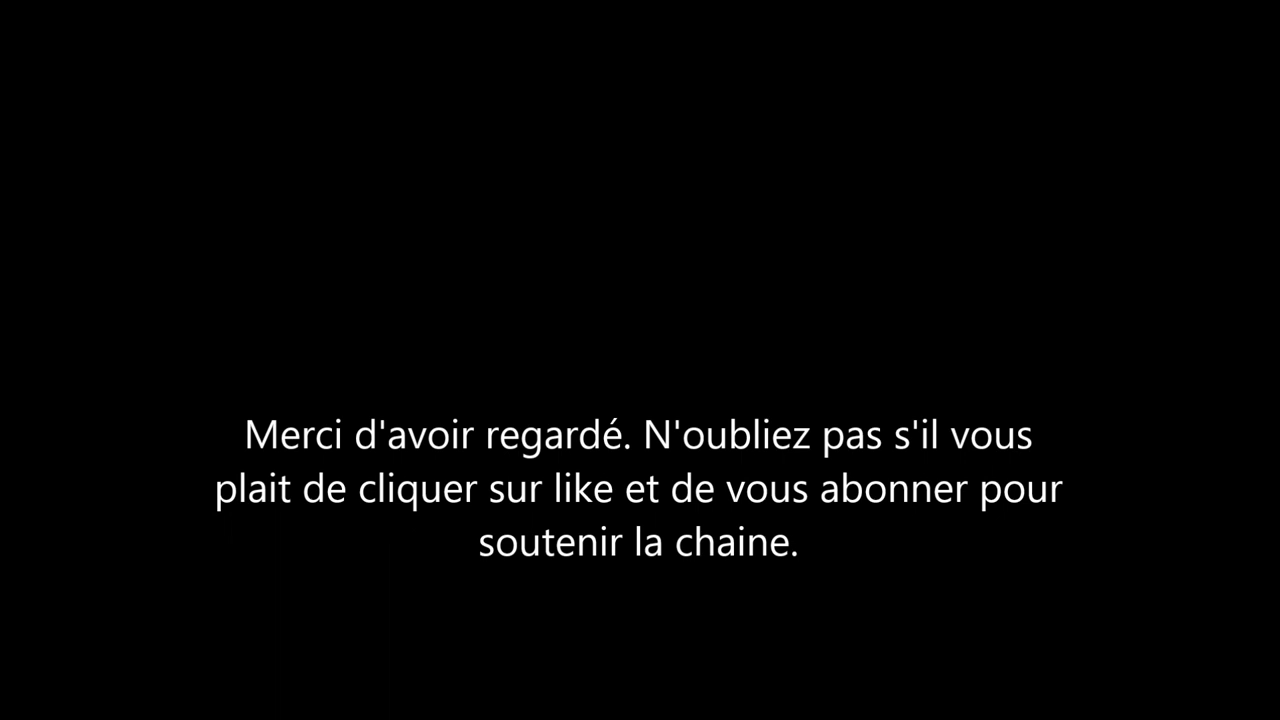 Merci d'avoir regardé. N'oubliez pas s'il vous
plait de cliquer sur like et de vous abonner pour
soutenir la chaine.